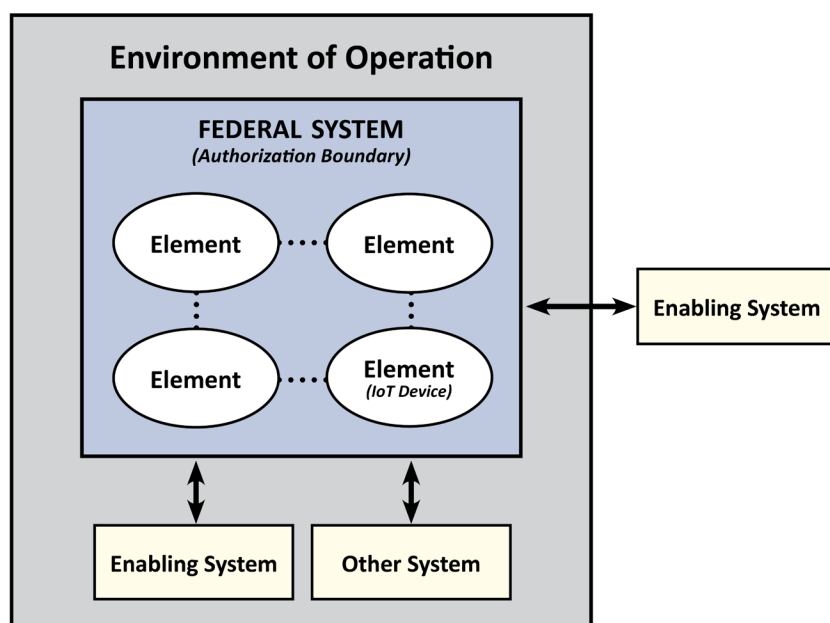 Environment of Operation
FEDERAL SYSTEM
(Authorization Boundary)
Element
Element
Element
Element
(IoT Device)
Enabling System
Enabling System
Other System